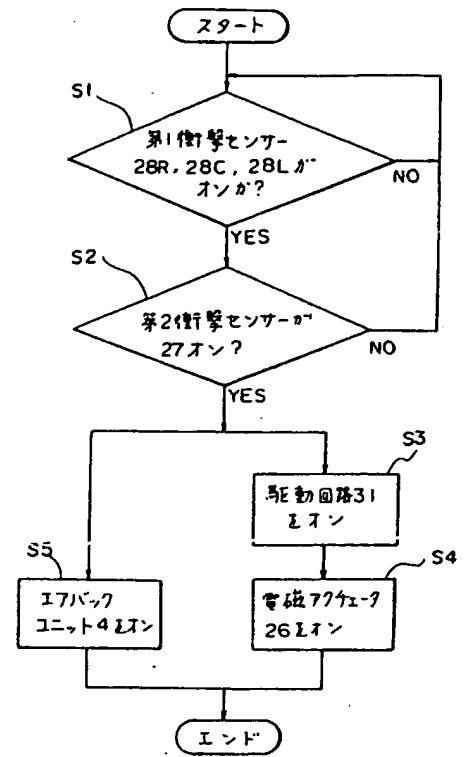 スタート
S1
第1衝撃センサー
28R, 28C, 28Lが
オンか?
NO
YES
S2
第2衝撃センサーが
27オン?
NO
YES
S3
駆動回路31
をオン
S5
エアバック
ユニット4をオン
S4
電磁アクチェータ
26をオン
エンド